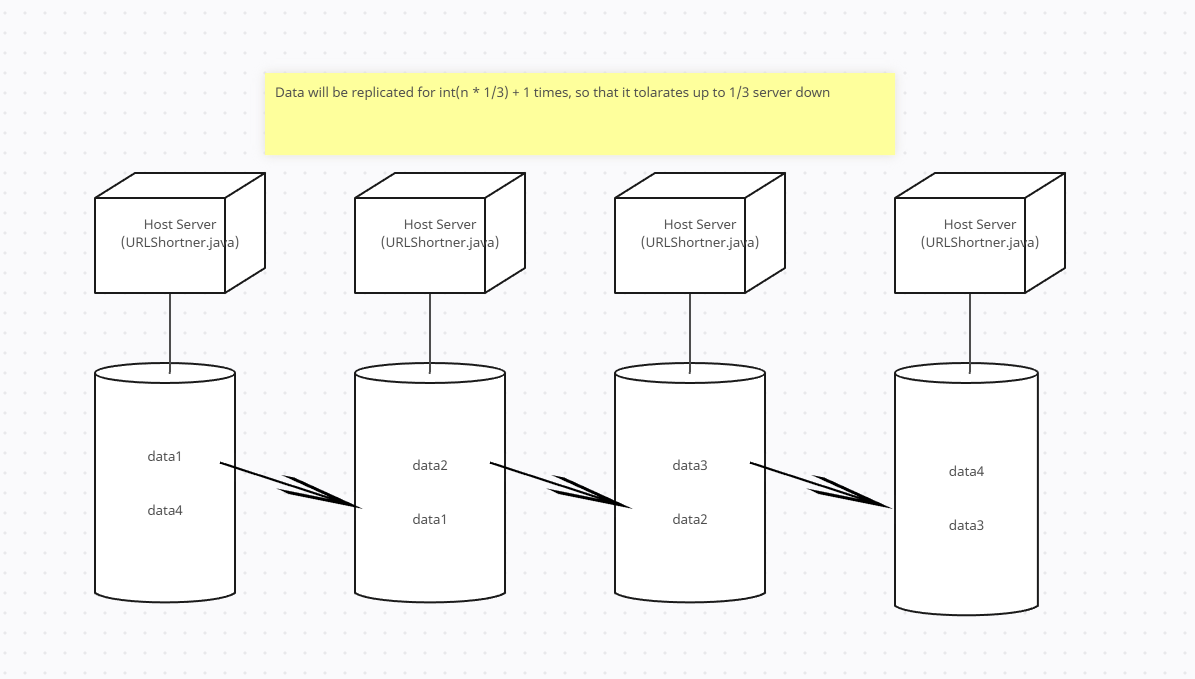 Data will be replicated for int(n * 1/3) + 1 times, so that it tolarates up to 1/3 server down
Host Server
(URLShortner.java)
Host Server
(URLShortner.java)
Host Server
(URLShortner.java)
Host Server
(URLShortner.java)
data1
data4
data2
data1
data3
data2
data4
data3